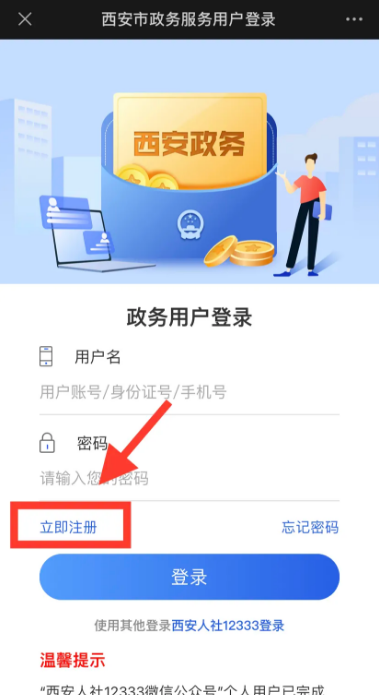 西安市政务服务用户登录
西安政务
政务用户登录
用户名
用户账号/身份证号/手机号
密码
请输入您的密码
立即注册 忘记密码
登录
使用其他登录西安人社12333登录
温馨提示
“西安人社12333微信公众号”个人用户已完成